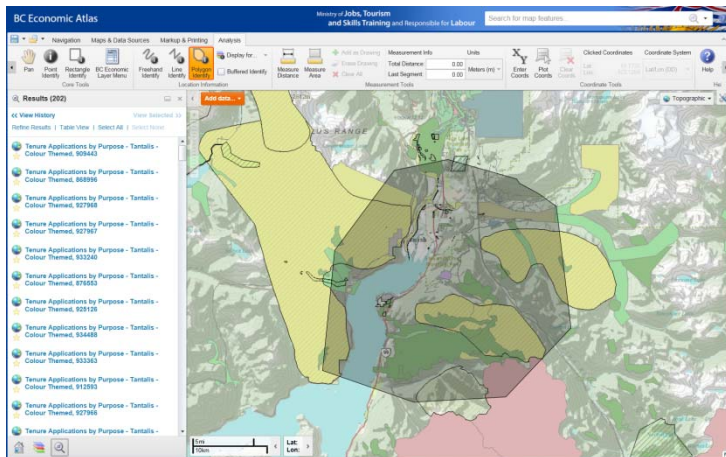 BC Economic Atlas
Ministry of Jobs, Tourism
and Skills Training and Responsible for Labour
Search for map features...
Navigation Maps & Data Sources Markup & Printing Analysis
Pan
Point Identify
Rectangle Identify
BC Economic Layer Menu
Core Tools
Freehand Identify
Line Identify
Polygon Identify
Display for...
Buffered Identify
Location Information
Measure Distance
Measure Area
Add as Drawing
Erase Drawing
Clear All
Measurement Info
Total Distance: 0.00
Last Segment: 0.00
Units
Meters (m)
Measurement Tools
Enter Coords
Plot Coords
Clear Coords
Clicked Coordinates
Lat:
Lon:
Coordinate System
Lat/Lon (DD)
Coordinate Tools
Help
Results (202)
<< View History View Selected >>
Refine Results | Table View | Select All | Select None
Tenure Applications by Purpose - Tantalis -
Colour Themed, 909443
Tenure Applications by Purpose - Tantalis -
Colour Themed, 868996
Tenure Applications by Purpose - Tantalis -
Colour Themed, 927968
Tenure Applications by Purpose - Tantalis -
Colour Themed, 927967
Tenure Applications by Purpose - Tantalis -
Colour Themed, 933240
Tenure Applications by Purpose - Tantalis -
Colour Themed, 876553
Tenure Applications by Purpose - Tantalis -
Colour Themed, 925126
Tenure Applications by Purpose - Tantalis -
Colour Themed, 934488
Tenure Applications by Purpose - Tantalis -
Colour Themed, 933363
Tenure Applications by Purpose - Tantalis -
Colour Themed, 912593
Tenure Applications by Purpose - Tantalis -
Colour Themed, 927966
Tenure Applications by Purpose - Tantalis -
Add data...
Topographic
RANGE
5mi
10km
Lat:
Lon: